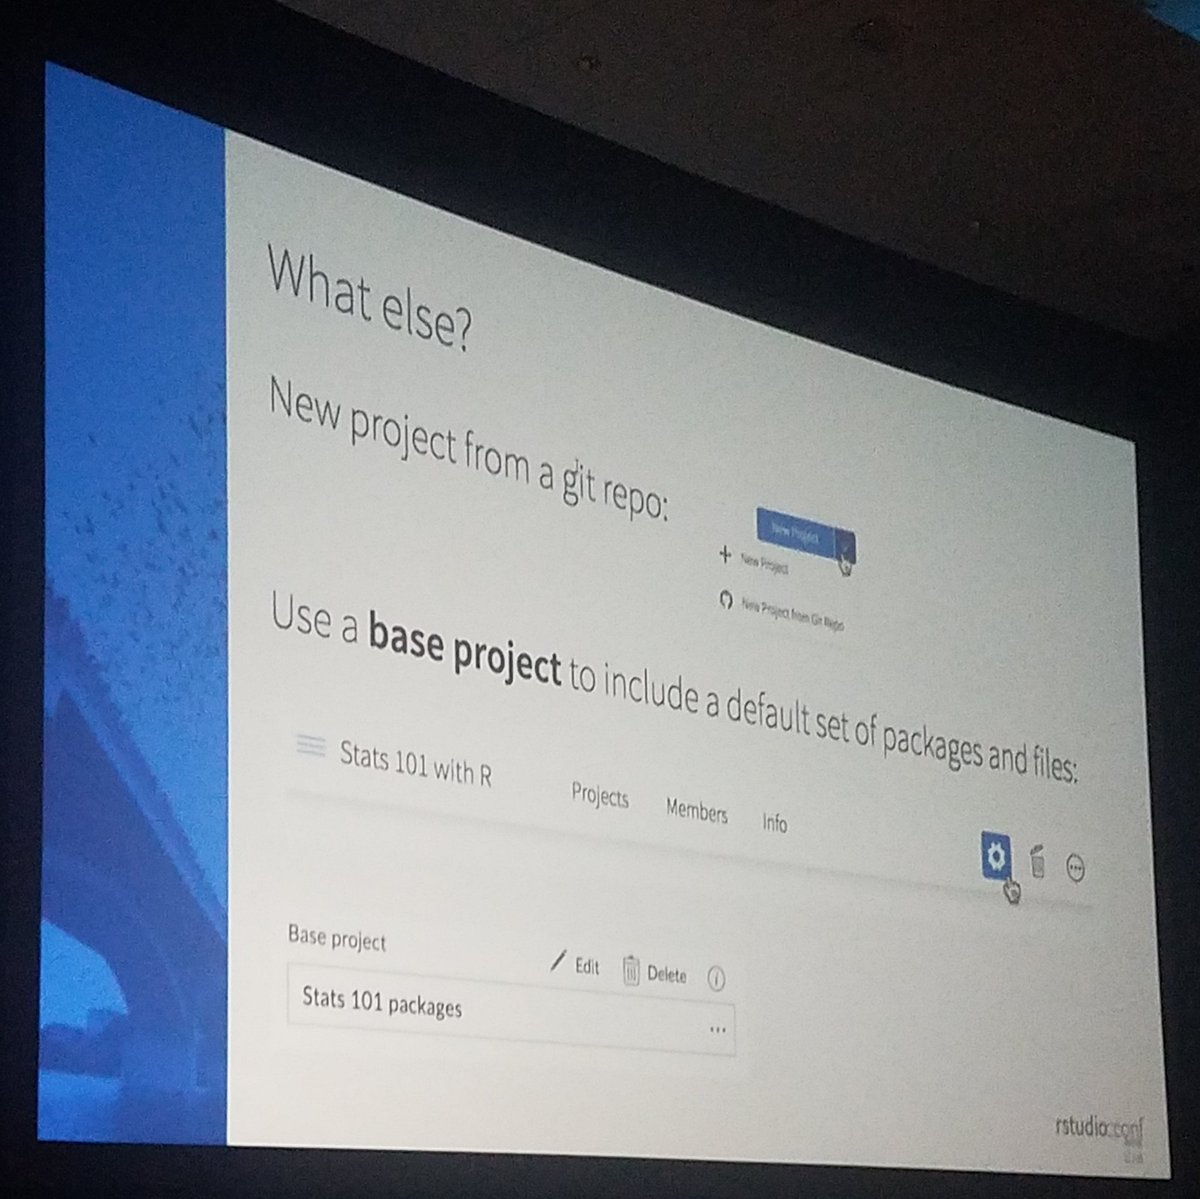 What else?
New project from a git repo:
New Project
New Project
New Project from Git Repo
Use a base project to include a default set of packages and files:
Stats 101 with R
Projects
Members
Info
Base project
Edit
Delete
Stats 101 packages
...
rstudio::conf